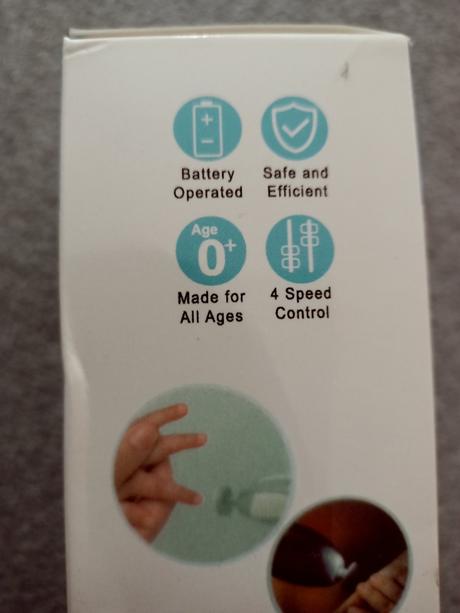 Battery
Operated
Safe and
Efficient
Age
0+
Made for
All Ages
4 Speed
Control